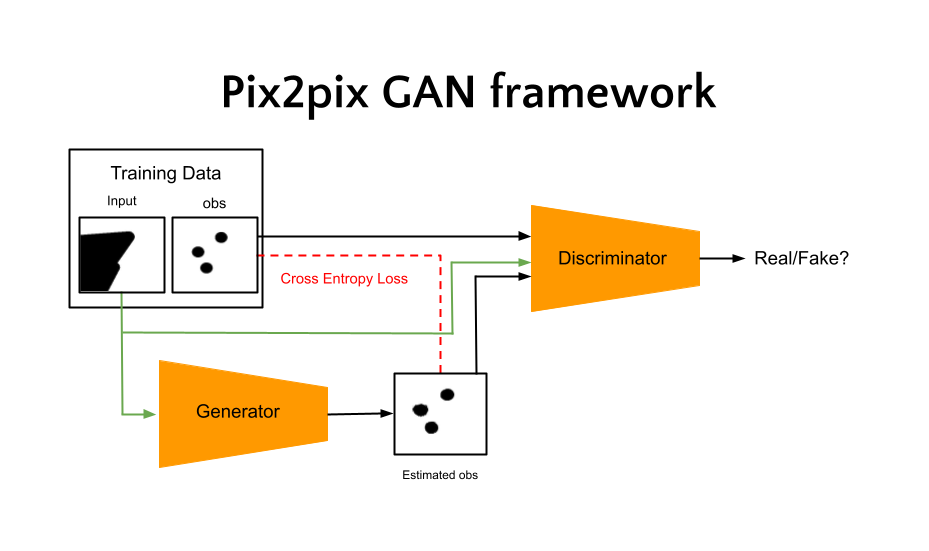 Pix2pix GAN framework
Training Data
Input
obs
Cross Entropy Loss
Discriminator
Real/Fake?
Generator
Estimated obs